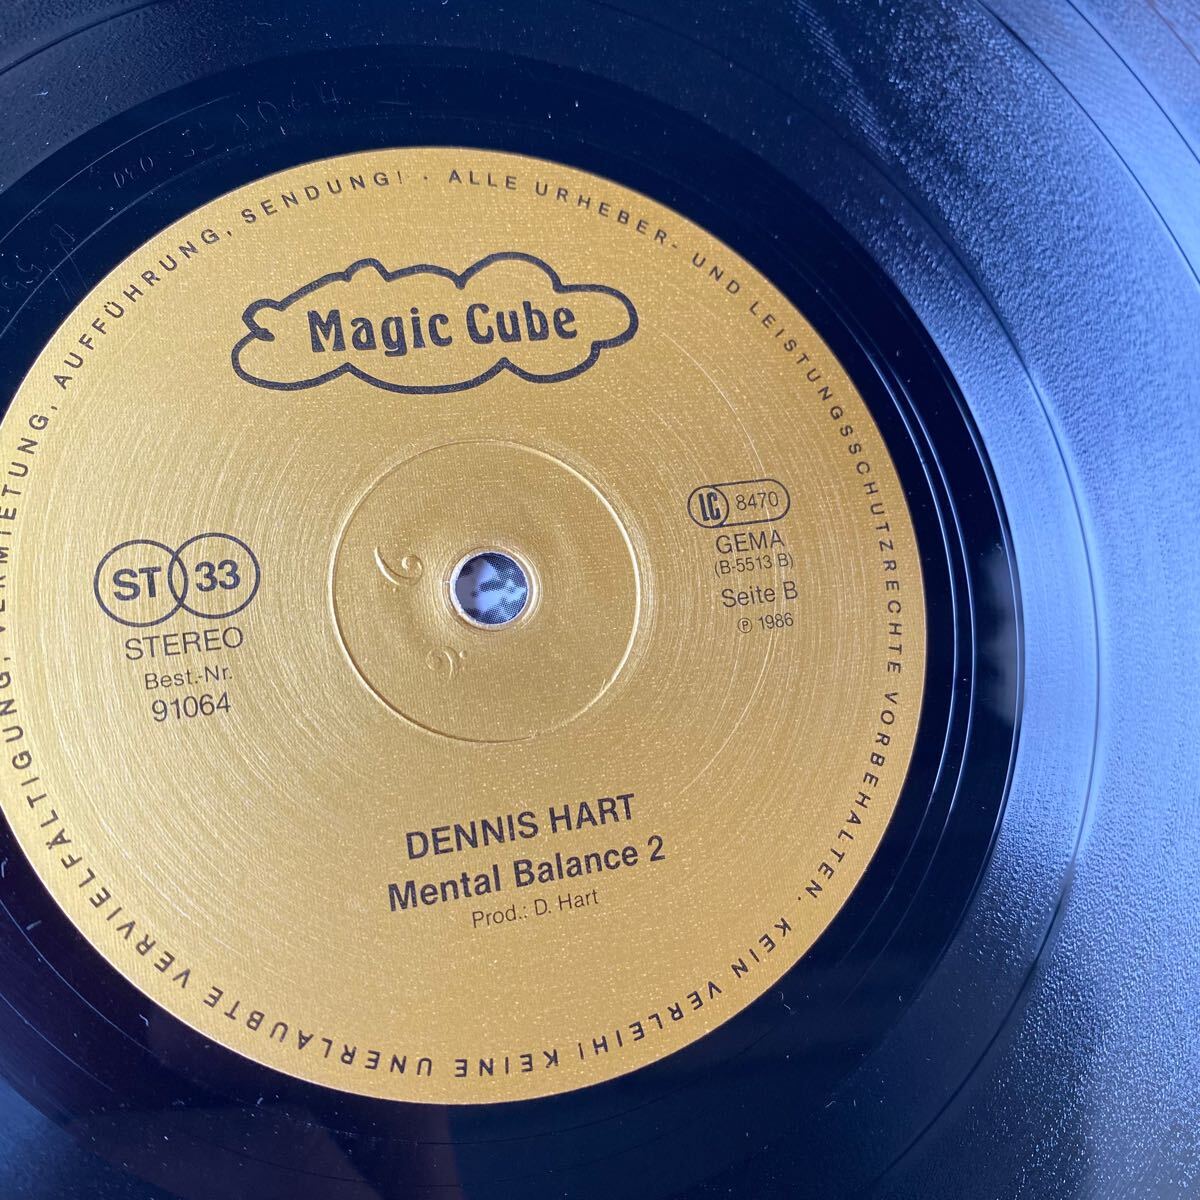 ALLE URHEBER- UND LEISTUNGSSCHUTZRECHTE VORBEHALTEN. KEIN VERLEIH! KEINE UNERLAUBTE VERVIELFÄLTIGUNG, VERMIETUNG, AUFFÜHRUNG, SENDUNG! ·
Magic Cube
ST 33
STEREO
Best.-Nr.
91064
LC 8470
GEMA
(B-5513 B)
Seite B
℗ 1986
DENNIS HART
Mental Balance 2
Prod.: D. Hart